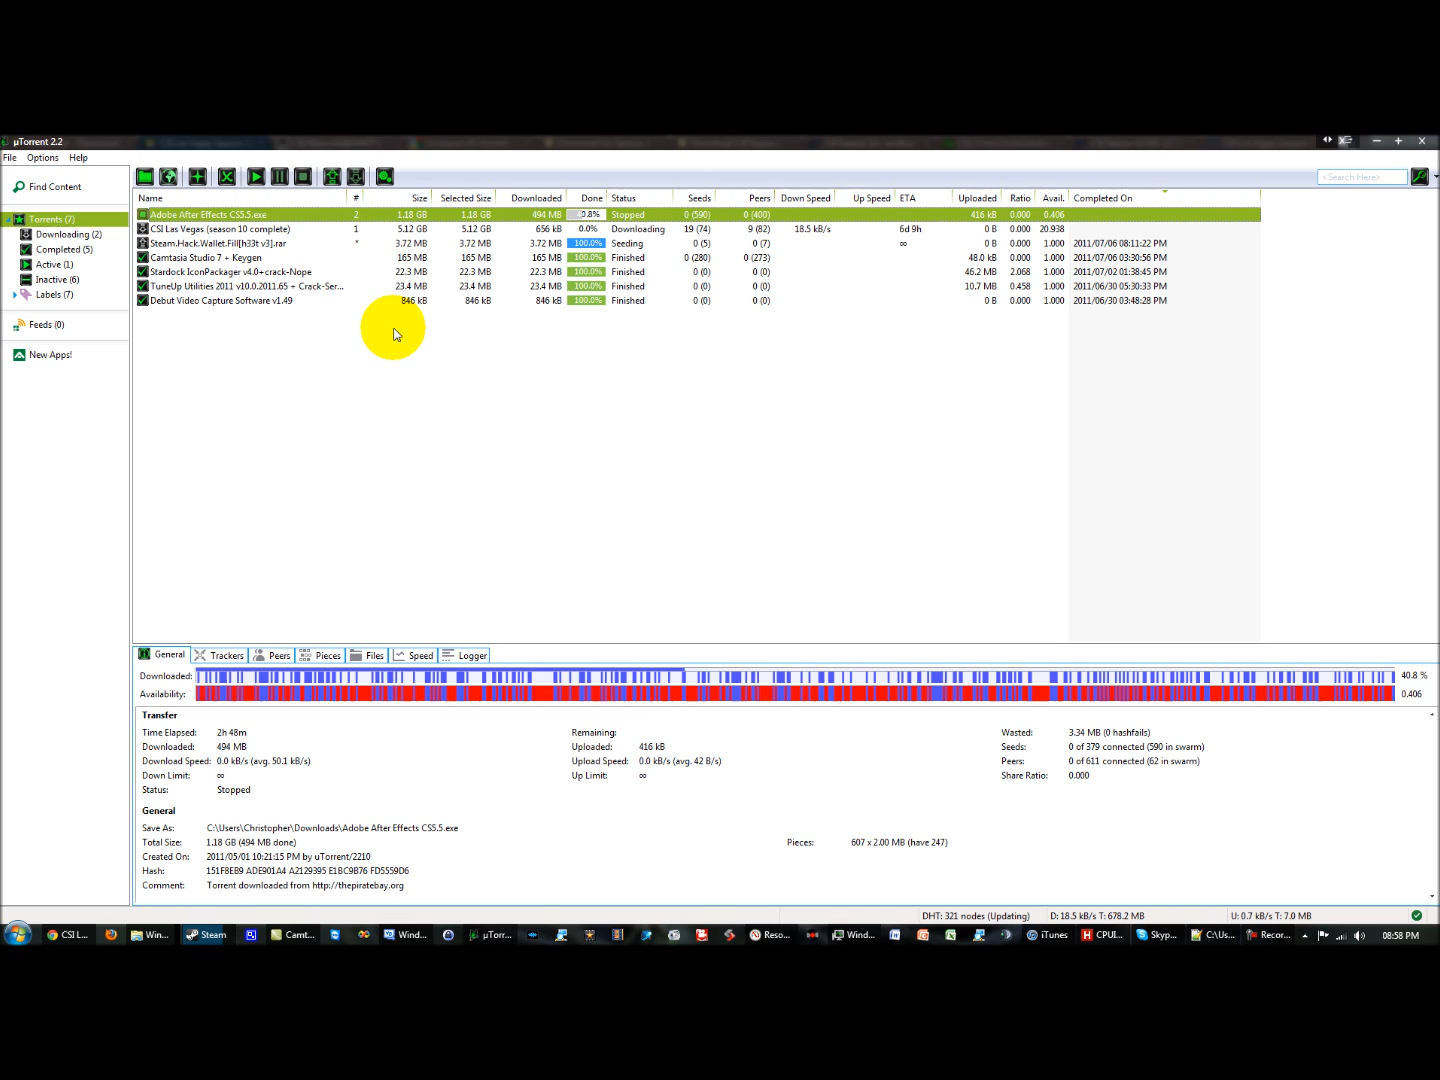 µTorrent 2.2
File Options Help
Find Content
<Search Here>
Torrents (7)
Downloading (2)
Completed (5)
Active (1)
Inactive (6)
Labels (7)
Feeds (0)
New Apps!
Name # Size Selected Size Downloaded Done Status Seeds Peers Down Speed Up Speed ETA Uploaded Ratio Avail. Completed On
Adobe After Effects CS5.5.exe 2 1.18 GB 1.18 GB 494 MB 40.8% Stopped 0 (590) 0 (400) 416 kB 0.000 0.406
CSI Las Vegas (season 10 complete) 1 5.12 GB 5.12 GB 656 kB 0.0% Downloading 19 (74) 9 (82) 18.5 kB/s 6d 9h 0 B 0.000 20.938
Steam.Hack.Wallet.Fill[h33t v3].rar * 3.72 MB 3.72 MB 3.72 MB 100.0% Seeding 0 (5) 0 (7) ∞ 0 B 0.000 1.000 2011/07/06 08:11:22 PM
Camtasia Studio 7 + Keygen 165 MB 165 MB 165 MB 100.0% Finished 0 (280) 0 (273) 48.0 kB 0.000 1.000 2011/07/06 03:30:56 PM
Stardock IconPackager v4.0+crack-Nope 22.3 MB 22.3 MB 22.3 MB 100.0% Finished 0 (0) 0 (0) 46.2 MB 2.068 1.000 2011/07/02 01:38:45 PM
TuneUp Utilities 2011 v10.0.2011.65 + Crack-Ser... 23.4 MB 23.4 MB 23.4 MB 100.0% Finished 0 (0) 0 (0) 10.7 MB 0.458 1.000 2011/06/30 05:30:33 PM
Debut Video Capture Software v1.49 846 kB 846 kB 846 kB 100.0% Finished 0 (0) 0 (0) 0 B 0.000 1.000 2011/06/30 03:48:28 PM
General Trackers Peers Pieces Files Speed Logger
Downloaded: 40.8 %
Availability: 0.406
Transfer
Time Elapsed: 2h 48m Remaining: Wasted: 3.34 MB (0 hashfails)
Downloaded: 494 MB Uploaded: 416 kB Seeds: 0 of 379 connected (590 in swarm)
Download Speed: 0.0 kB/s (avg. 50.1 kB/s) Upload Speed: 0.0 kB/s (avg. 42 B/s) Peers: 0 of 611 connected (62 in swarm)
Down Limit: ∞ Up Limit: ∞ Share Ratio: 0.000
Status: Stopped
General
Save As: C:\Users\Christopher\Downloads\Adobe After Effects CS5.5.exe
Total Size: 1.18 GB (494 MB done) Pieces: 607 x 2.00 MB (have 247)
Created On: 2011/05/01 10:21:15 PM by uTorrent/2210
Hash: 151F8EB9 ADE901A4 A2129395 E1BC9B76 FD5559D6
Comment: Torrent downloaded from http://thepiratebay.org
DHT: 321 nodes (Updating) D: 18.5 kB/s T: 678.2 MB U: 0.7 kB/s T: 7.0 MB
CSI L... Win... Steam Camt... Wind... µTorr... Reso... Wind... iTunes CPUI... Skyp... C:\Us... Recor... 08:58 PM